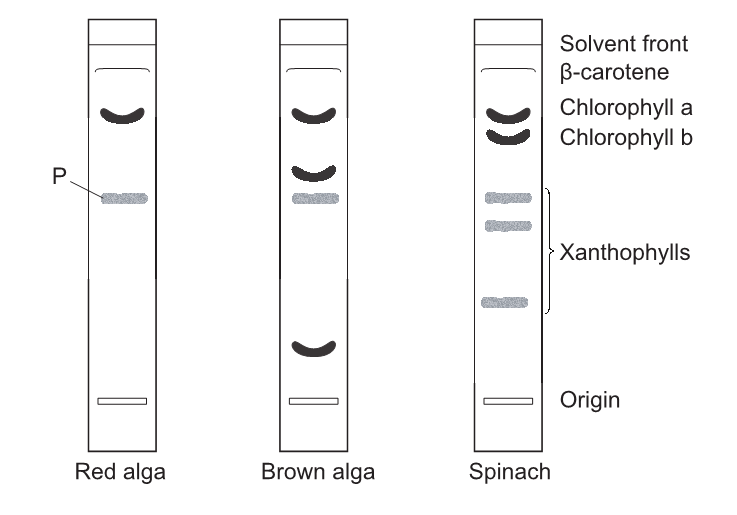 Solvent front
β-carotene
Chlorophyll a
Chlorophyll b
P
Xanthophylls
Origin
Red alga
Brown alga
Spinach